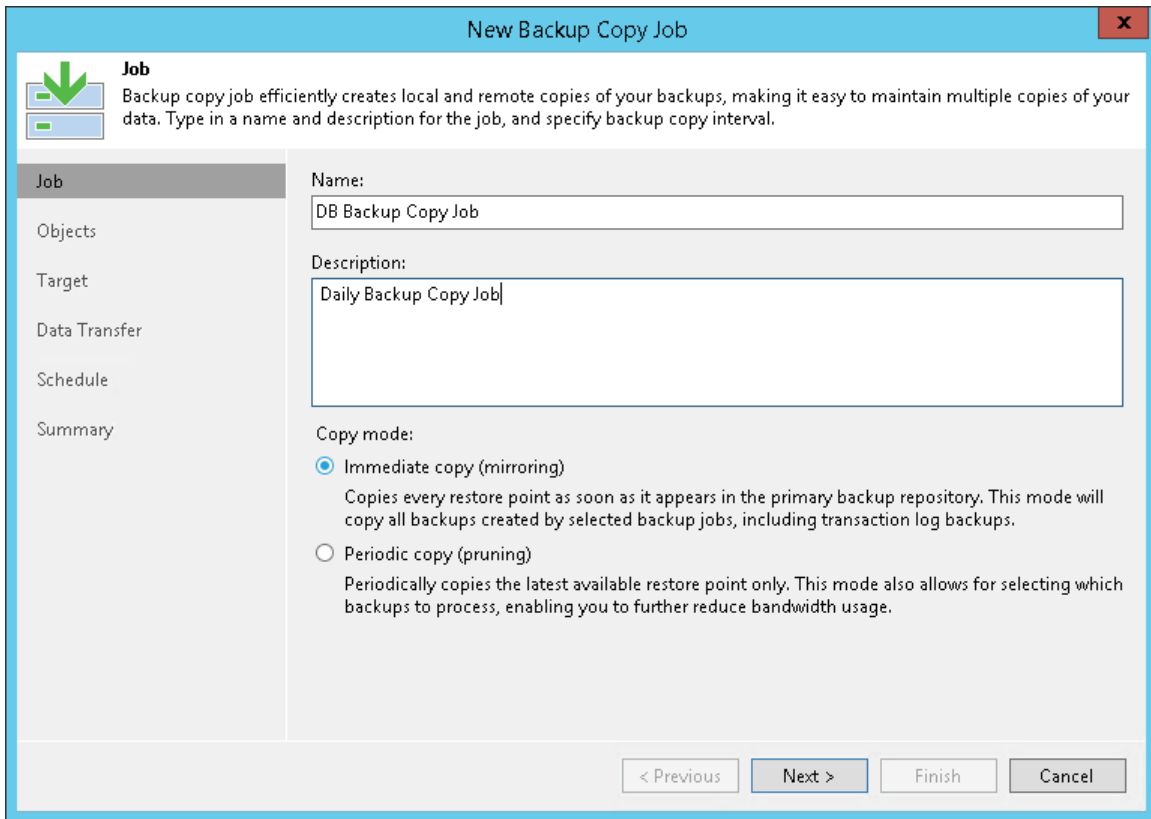 New Backup Copy Job
X
Job
Backup copy job efficiently creates local and remote copies of your backups, making it easy to maintain multiple copies of your
data. Type in a name and description for the job, and specify backup copy interval.
Job
Objects
Target
Data Transfer
Schedule
Summary
Name:
DB Backup Copy Job
Description:
Daily Backup Copy Job
Copy mode:
Immediate copy (mirroring)
Copies every restore point as soon as it appears in the primary backup repository. This mode will
copy all backups created by selected backup jobs, including transaction log backups.
Periodic copy (pruning)
Periodically copies the latest available restore point only. This mode also allows for selecting which
backups to process, enabling you to further reduce bandwidth usage.
< Previous
Next >
Finish
Cancel